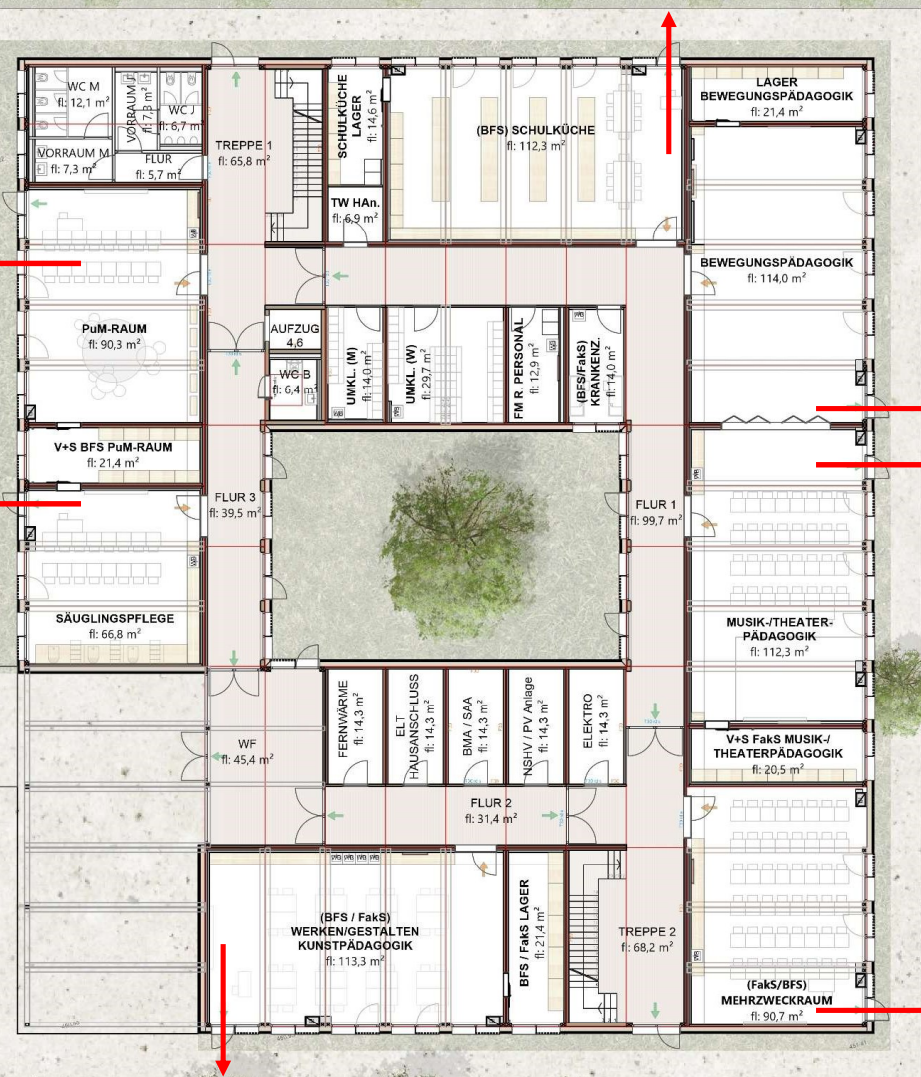 WC M
fl: 12,1 m²
VORRAUM J
fl: 7,3 m²
WC J
fl: 6,7 m²
VORRAUM M
fl: 7,3 m²
FLUR
fl: 5,7 m²
TREPPE 1
fl: 65,8 m²
SCHULKÜCHE
LAGER
fl: 14,6 m²
TW HAn.
fl: 6,9 m²
(BFS) SCHULKÜCHE
fl: 112,3 m²
LAGER
BEWEGUNGSPÄDAGOGIK
fl: 21,4 m²
BEWEGUNGSPÄDAGOGIK
fl: 114,0 m²
PuM-RAUM
fl: 90,3 m²
AUFZUG
4,6
WC B
fl: 6,4 m²
UMKL. (M)
fl: 14,0 m²
UMKL. (W)
fl: 29,7 m²
FM R. PERSONAL
fl: 12,9 m²
(BFS/FakS)
KRANKENZ.
fl: 14,0 m²
V+S BFS PuM-RAUM
fl: 21,4 m²
FLUR 3
fl: 39,5 m²
FLUR 1
fl: 99,7 m²
SÄUGLINGSPFLEGE
fl: 66,8 m²
MUSIK-/THEATER-
PÄDAGOGIK
fl: 112,3 m²
WF
fl: 45,4 m²
FERNWÄRME
fl: 14,3 m²
ELT
HAUSANSCHLUSS
fl: 14,3 m²
BMA / SAA
fl: 14,3 m²
NSHV / PV Anlage
fl: 14,3 m²
ELEKTRO
fl: 14,3 m²
V+S FakS MUSIK-/
THEATERPÄDAGOGIK
fl: 20,5 m²
FLUR 2
fl: 31,4 m²
(BFS / FakS)
WERKEN/GESTALTEN
KUNSTPÄDAGOGIK
fl: 113,3 m²
BFS / FakS LAGER
fl: 21,4 m²
TREPPE 2
fl: 68,2 m²
(FakS/BFS)
MEHRZWECKRAUM
fl: 90,7 m²